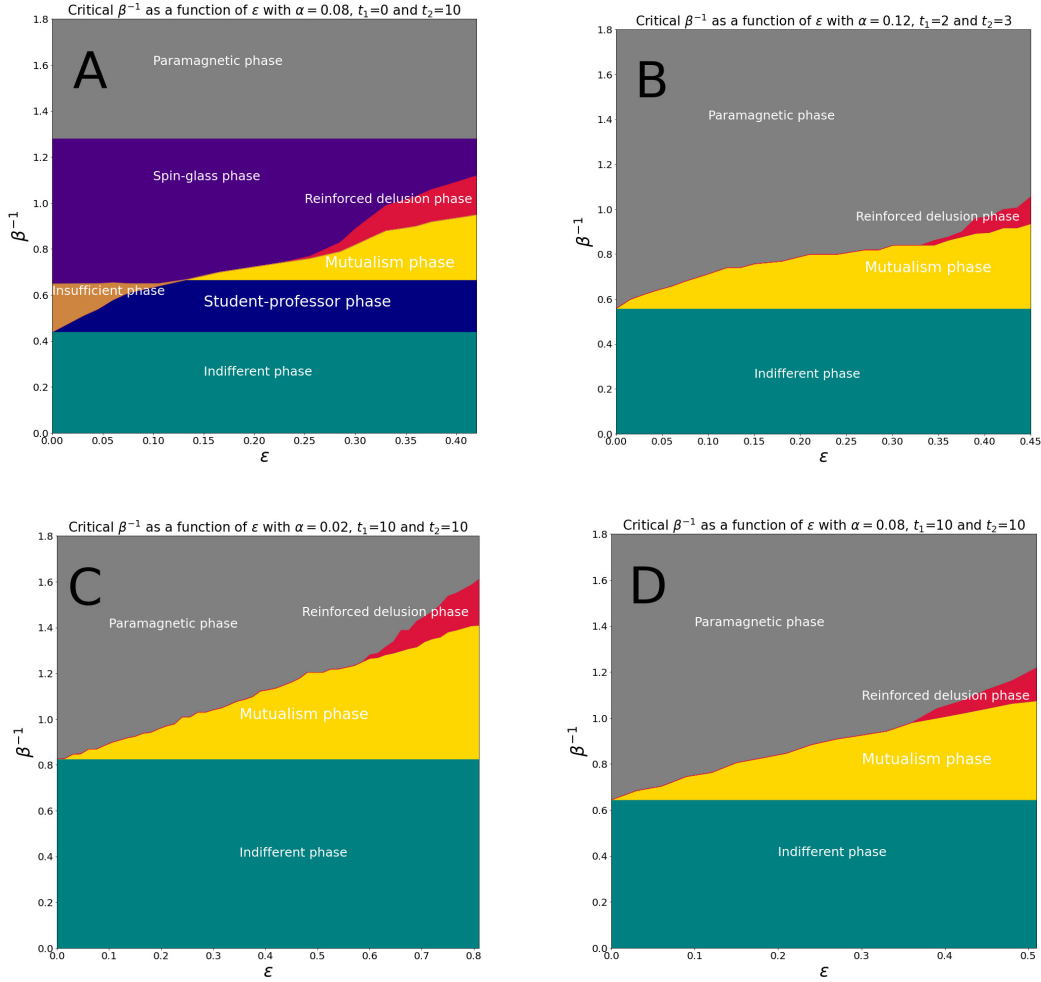 Critical β⁻¹ as a function of ε with α = 0.08, t₁=0 and t₂=10
A
Paramagnetic phase
Spin-glass phase
Reinforced delusion phase
Mutualism phase
Insufficient phase
Student-professor phase
Indifferent phase
β⁻¹
1.8
1.6
1.4
1.2
1.0
0.8
0.6
0.4
0.2
0.0
0.00 0.05 0.10 0.15 0.20 0.25 0.30 0.35 0.40
ε
Critical β⁻¹ as a function of ε with α = 0.12, t₁=2 and t₂=3
B
Paramagnetic phase
Reinforced delusion phase
Mutualism phase
Indifferent phase
β⁻¹
1.8
1.6
1.4
1.2
1.0
0.8
0.6
0.4
0.2
0.0
0.00 0.05 0.10 0.15 0.20 0.25 0.30 0.35 0.40 0.45
ε
Critical β⁻¹ as a function of ε with α = 0.02, t₁=10 and t₂=10
C
Reinforced delusion phase
Paramagnetic phase
Mutualism phase
Indifferent phase
β⁻¹
1.8
1.6
1.4
1.2
1.0
0.8
0.6
0.4
0.2
0.0
0.0 0.1 0.2 0.3 0.4 0.5 0.6 0.7 0.8
ε
Critical β⁻¹ as a function of ε with α = 0.08, t₁=10 and t₂=10
D
Paramagnetic phase
Reinforced delusion phase
Mutualism phase
Indifferent phase
β⁻¹
1.8
1.6
1.4
1.2
1.0
0.8
0.6
0.4
0.2
0.0
0.0 0.1 0.2 0.3 0.4 0.5
ε